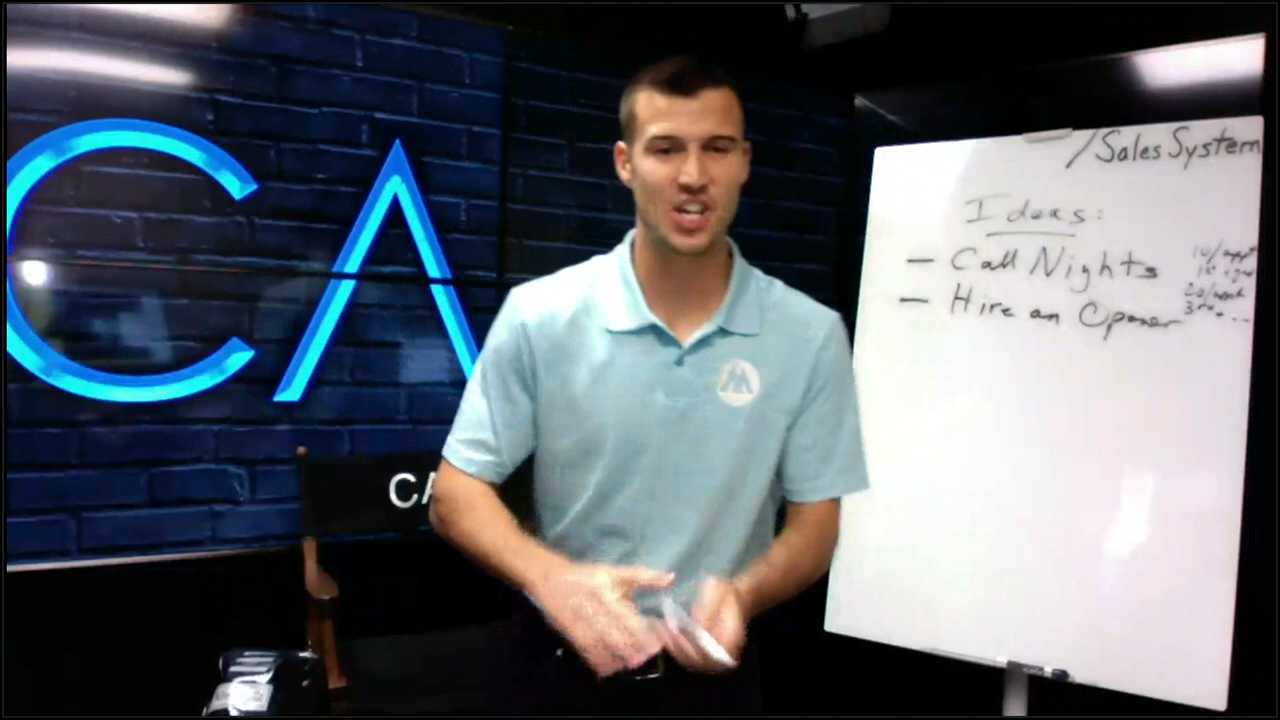 CA
CA
/Sales System
Ideas:
- Call Nights
- Hire an Opener